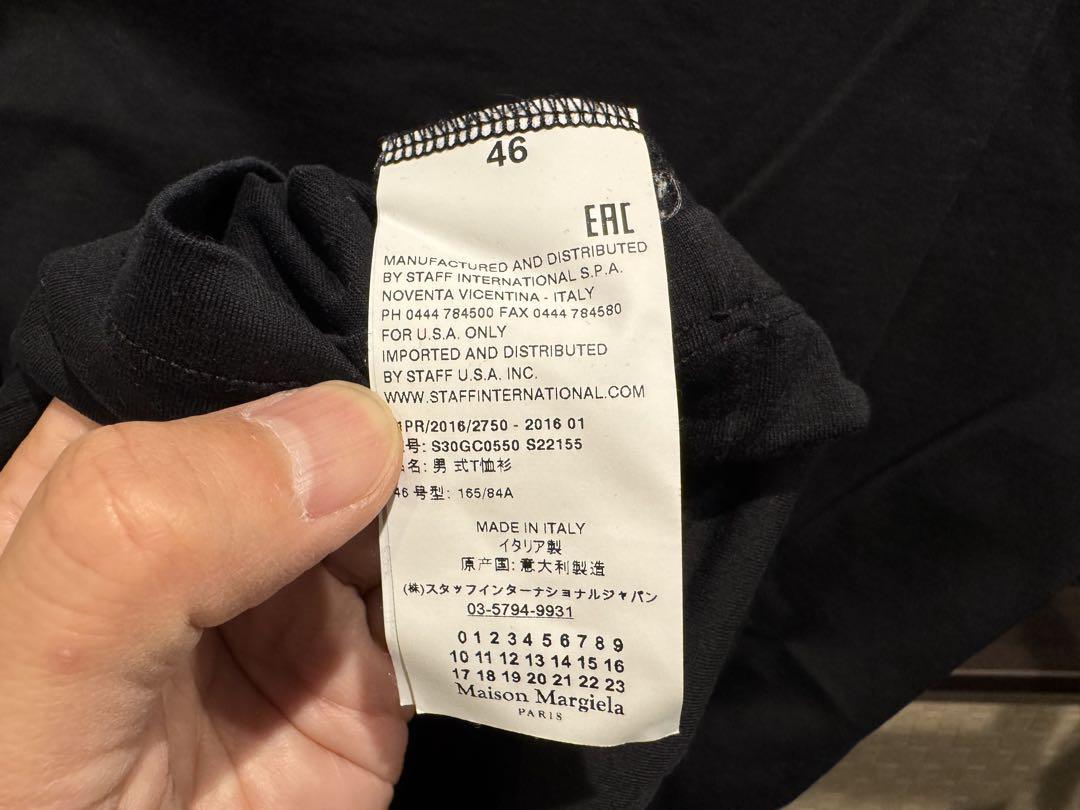 46
EAC
MANUFACTURED AND DISTRIBUTED
BY STAFF INTERNATIONAL S.P.A.
NOVENTA VICENTINA - ITALY
PH 0444 784500 FAX 0444 784580
FOR U.S.A. ONLY
IMPORTED AND DISTRIBUTED
BY STAFF U.S.A. INC.
WWW.STAFFINTERNATIONAL.COM
1PR/2016/2750 - 2016 01
号: S30GC0550 S22155
名: 男 式T恤衫
46 号型: 165/84A
MADE IN ITALY
イタリア製
原产国: 意大利製造
(株)スタッフインターナショナルジャパン
03-5794-9931
0 1 2 3 4 5 6 7 8 9
10 11 12 13 14 15 16
17 18 19 20 21 22 23
Maison Margiela
PARIS